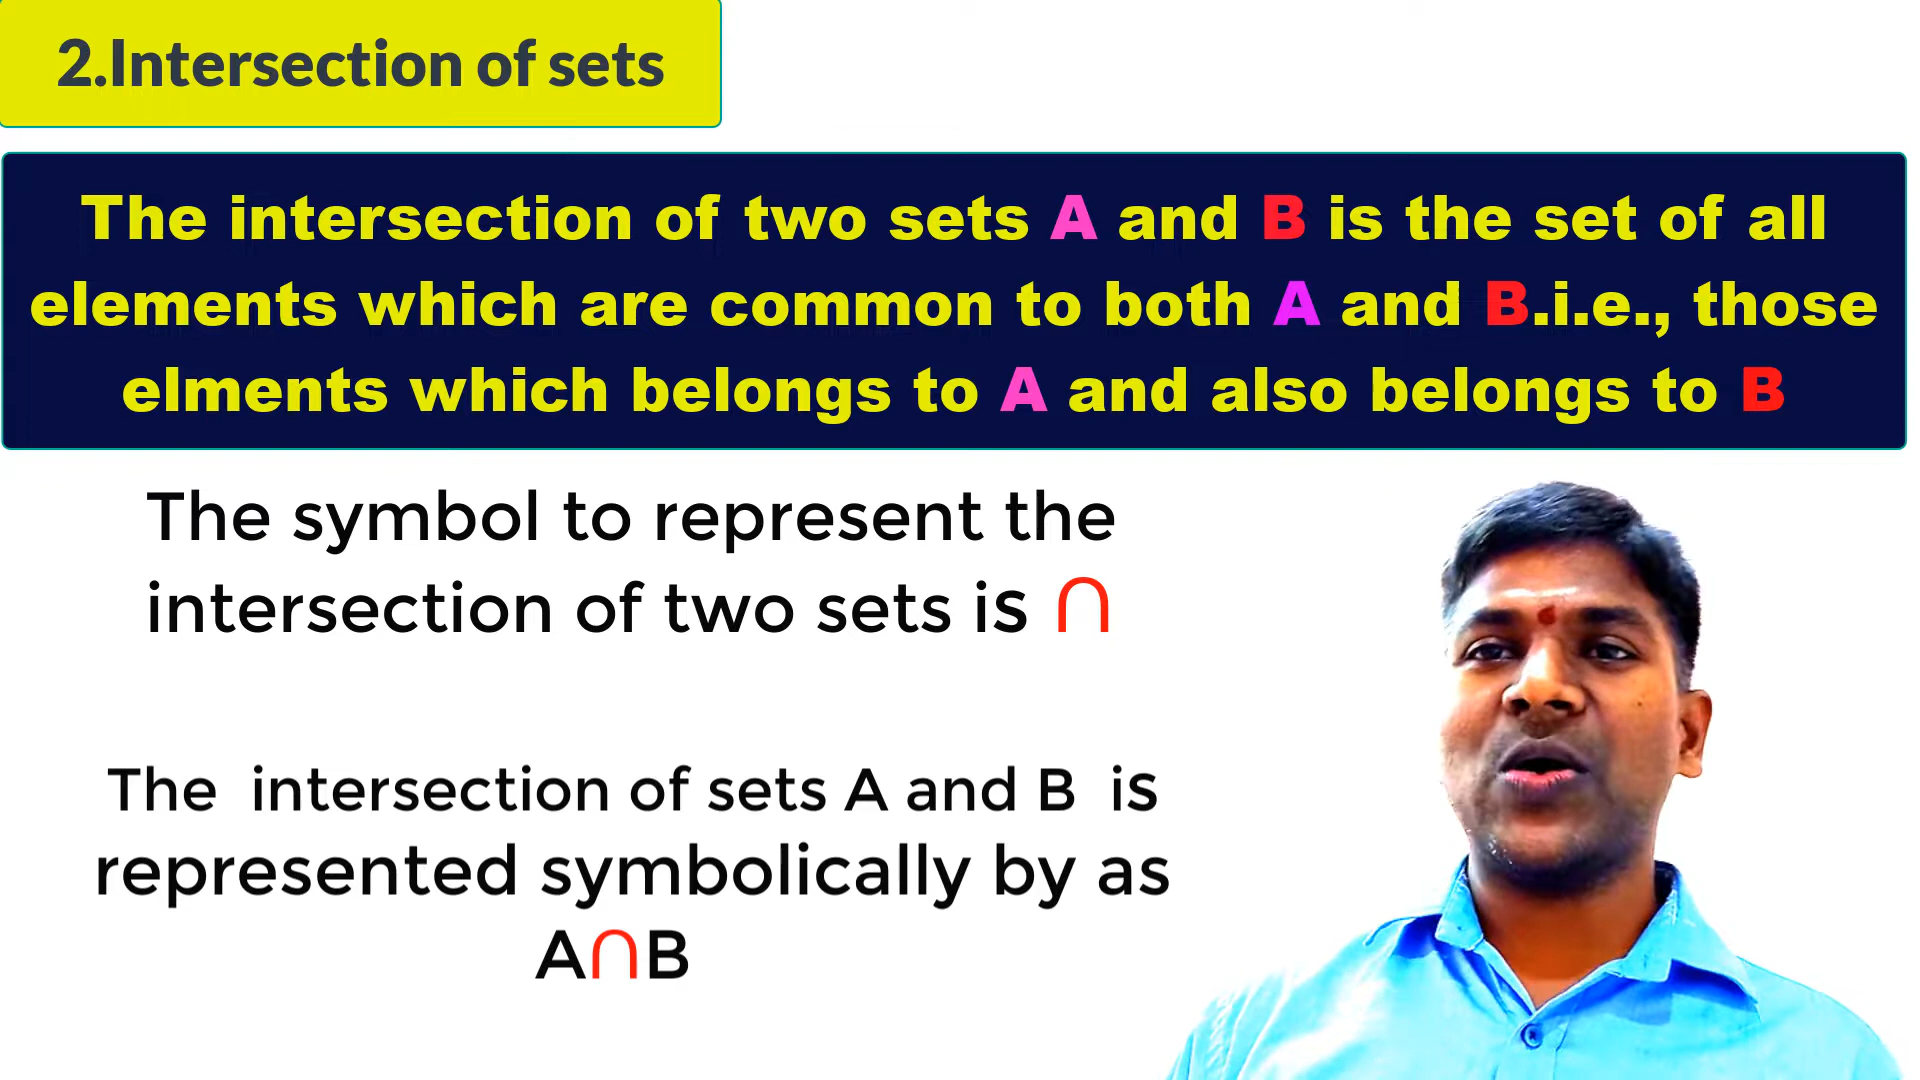 2.Intersection of sets
The intersection of two sets A and B is the set of all
elements which are common to both A and B.i.e., those
elments which belongs to A and also belongs to B
The symbol to represent the
intersection of two sets is ∩
The intersection of sets A and B is
represented symbolically by as
A∩B